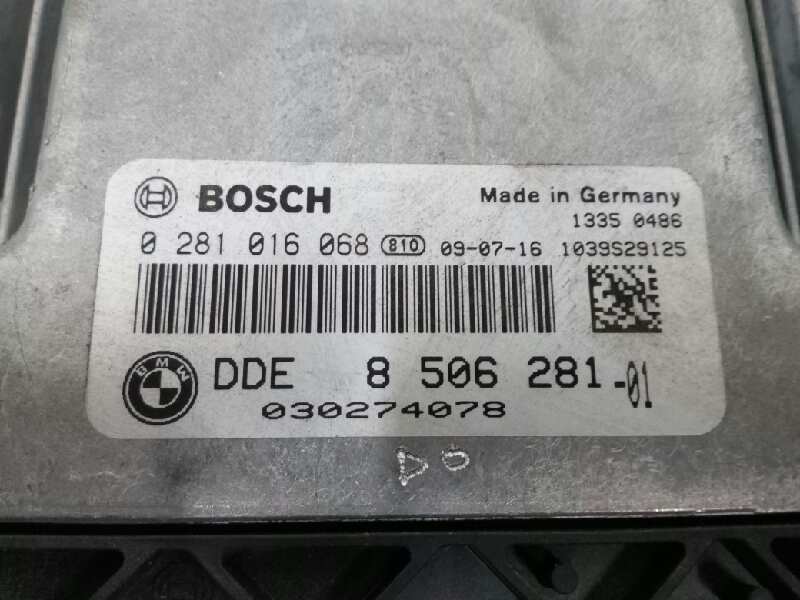 BOSCH Made in Germany
1335 0486
0 281 016 068 810 09-07-16 1039S29125
BMW DDE 8 506 281-01
030274078